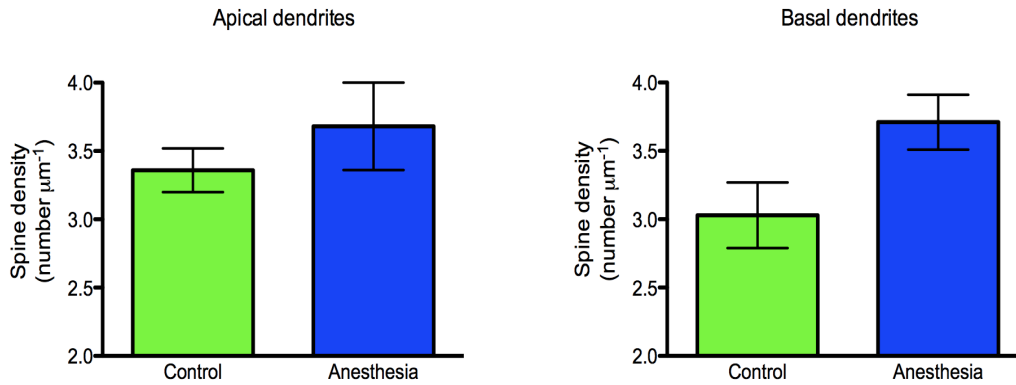 Apical dendrites
Spine density
(number μm⁻¹)
4.0
3.5
3.0
2.5
2.0
Control
Anesthesia
Basal dendrites
Spine density
(number μm⁻¹)
4.0
3.5
3.0
2.5
2.0
Control
Anesthesia